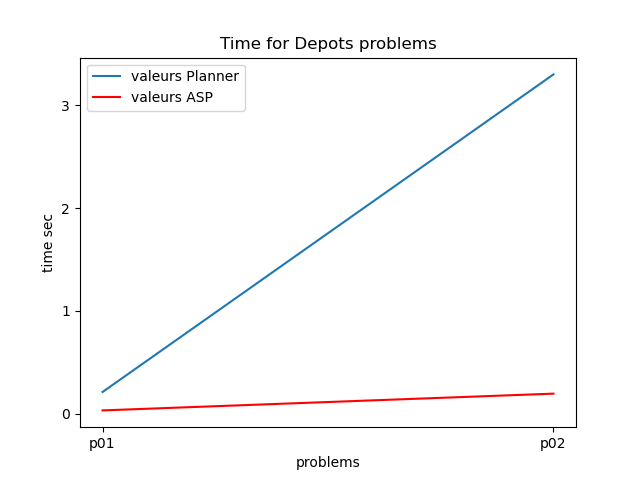 Time for Depots problems
valeurs Planner
valeurs ASP
time sec
3
2
1
0
p01
p02
problems